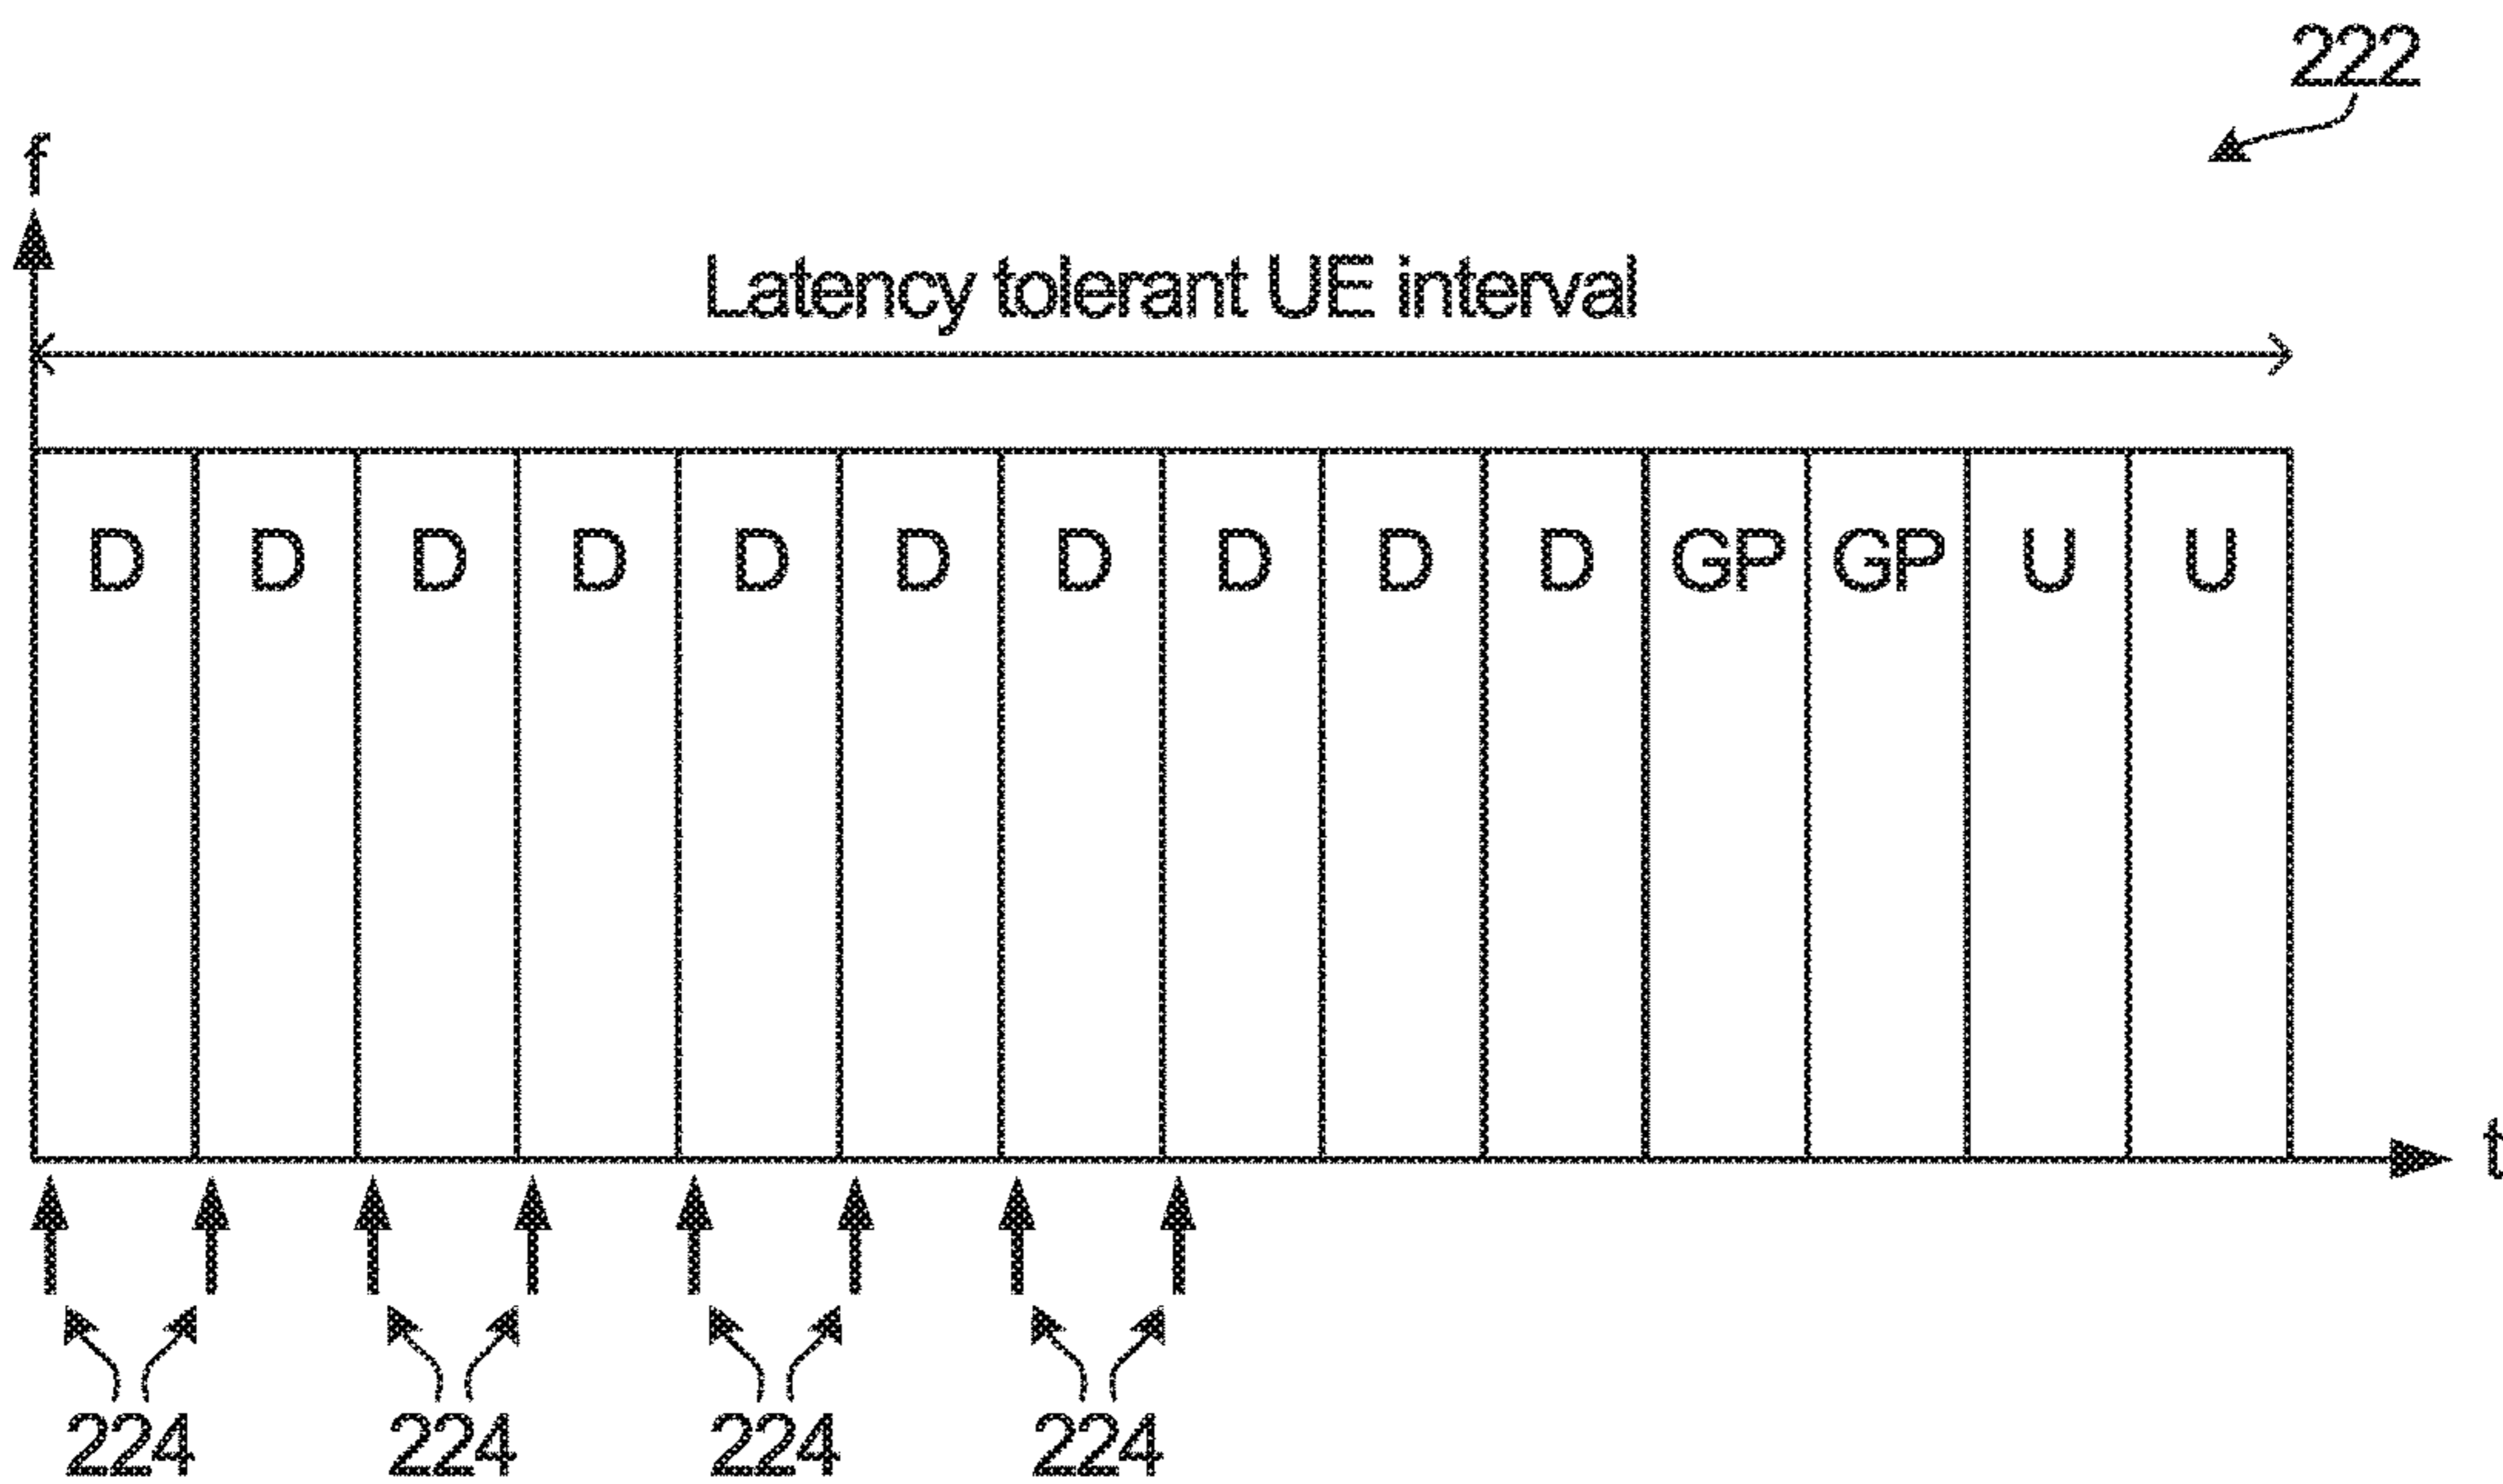 222
f
Latency tolerant UE interval
D D D D D D D D D D GP GP U U
t
224 224 224 224